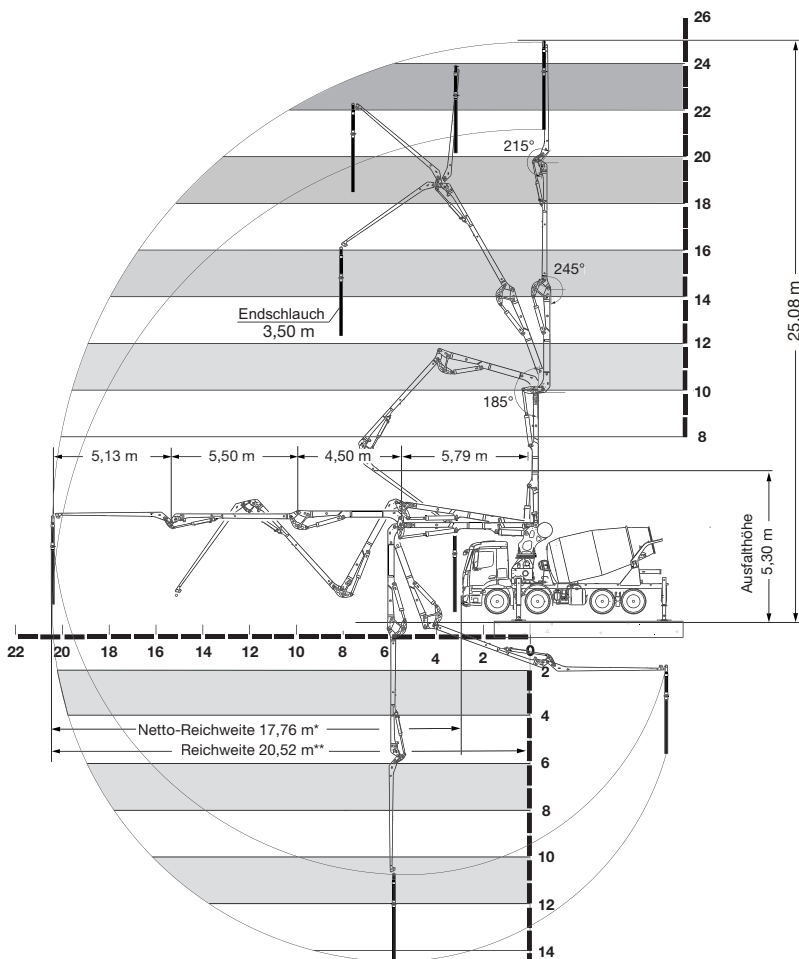 26
24
22
215°
20
18
16
245°
14
Endschlauch
3,50 m
25,08 m
12
185°
10
8
5,13 m 5,50 m 4,50 m 5,79 m
Ausfalthöhe
5,30 m
22 20 18 16 14 12 10 8 6 4 2 0
2
4
Netto-Reichweite 17,76 m*
Reichweite 20,52 m**
6
8
10
12
14